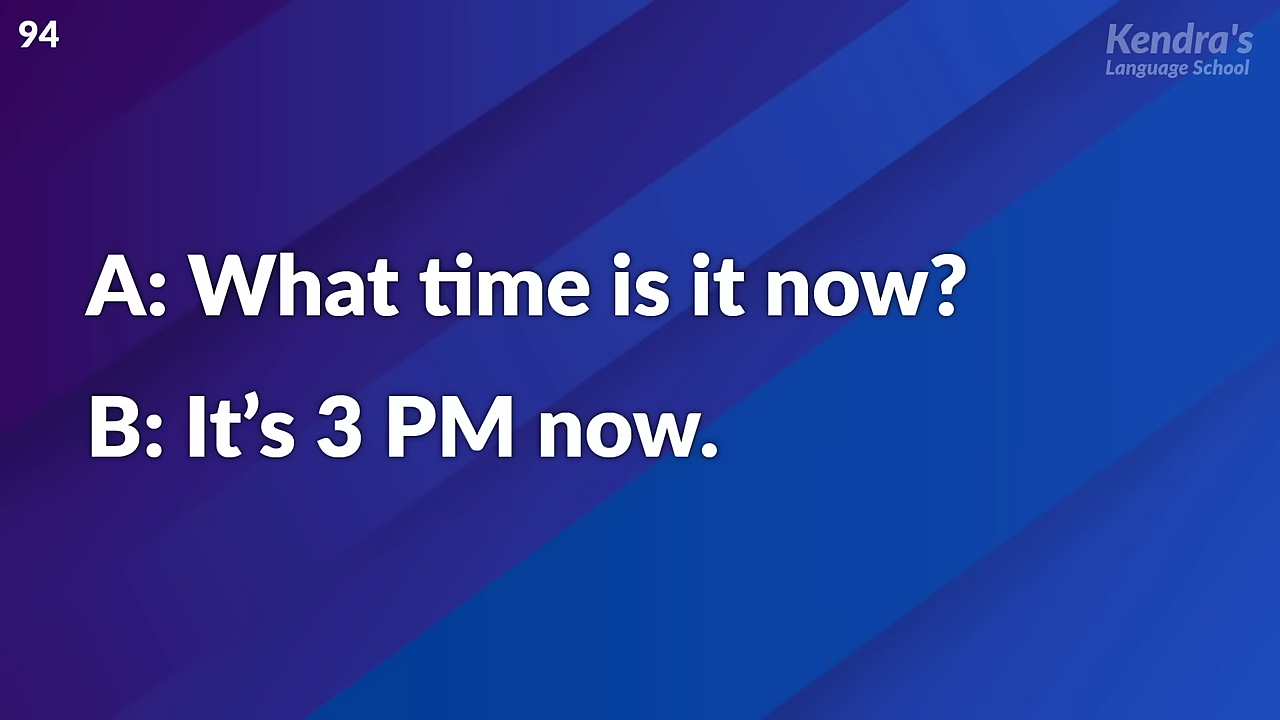 94
Kendra's
Language School
A: What time is it now?
B: It’s 3 PM now.